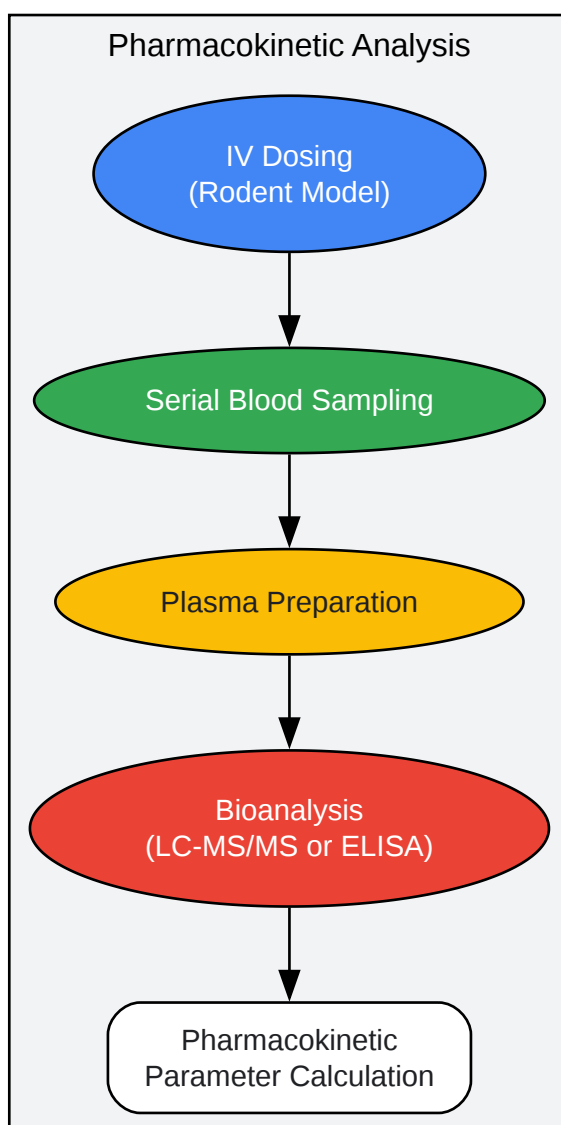 Pharmacokinetic Analysis
IV Dosing
(Rodent Model)
Serial Blood Sampling
Plasma Preparation
Bioanalysis
(LC-MS/MS or ELISA)
Pharmacokinetic
Parameter Calculation